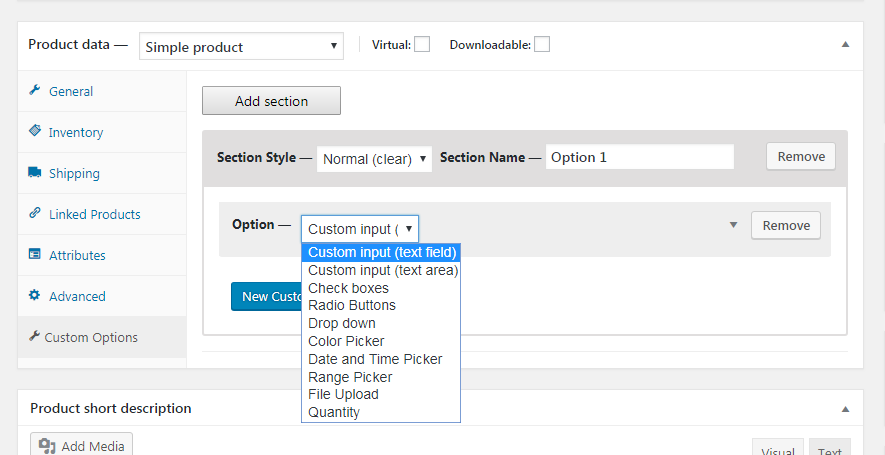 Product data — Simple product Virtual: Downloadable:
General
Inventory
Shipping
Linked Products
Attributes
Advanced
Custom Options
Add section
Section Style — Normal (clear) Section Name — Option 1 Remove
Option — Custom input ( Remove
Custom input (text field)
Custom input (text area)
Check boxes
Radio Buttons
Drop down
Color Picker
Date and Time Picker
Range Picker
File Upload
Quantity
New Custo
Product short description
Add Media
Visual Text